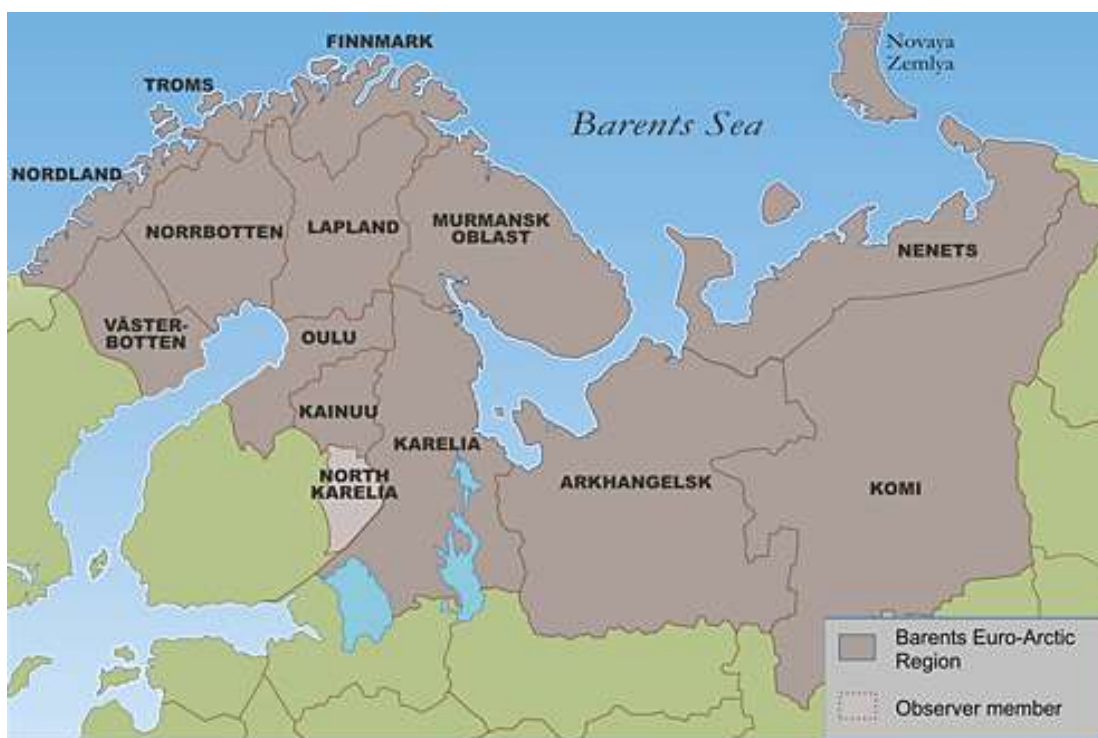 FINNMARK
Novaya
Zemlya
TROMS
Barents Sea
NORDLAND
NORRBOTTEN
LAPLAND
MURMANSK
OBLAST
NENETS
VÄSTER-
BOTTEN
OULU
KAINUU
KARELIA
NORTH
KARELIA
ARKHANGELSK
KOMI
Barents Euro-Arctic
Region
Observer member